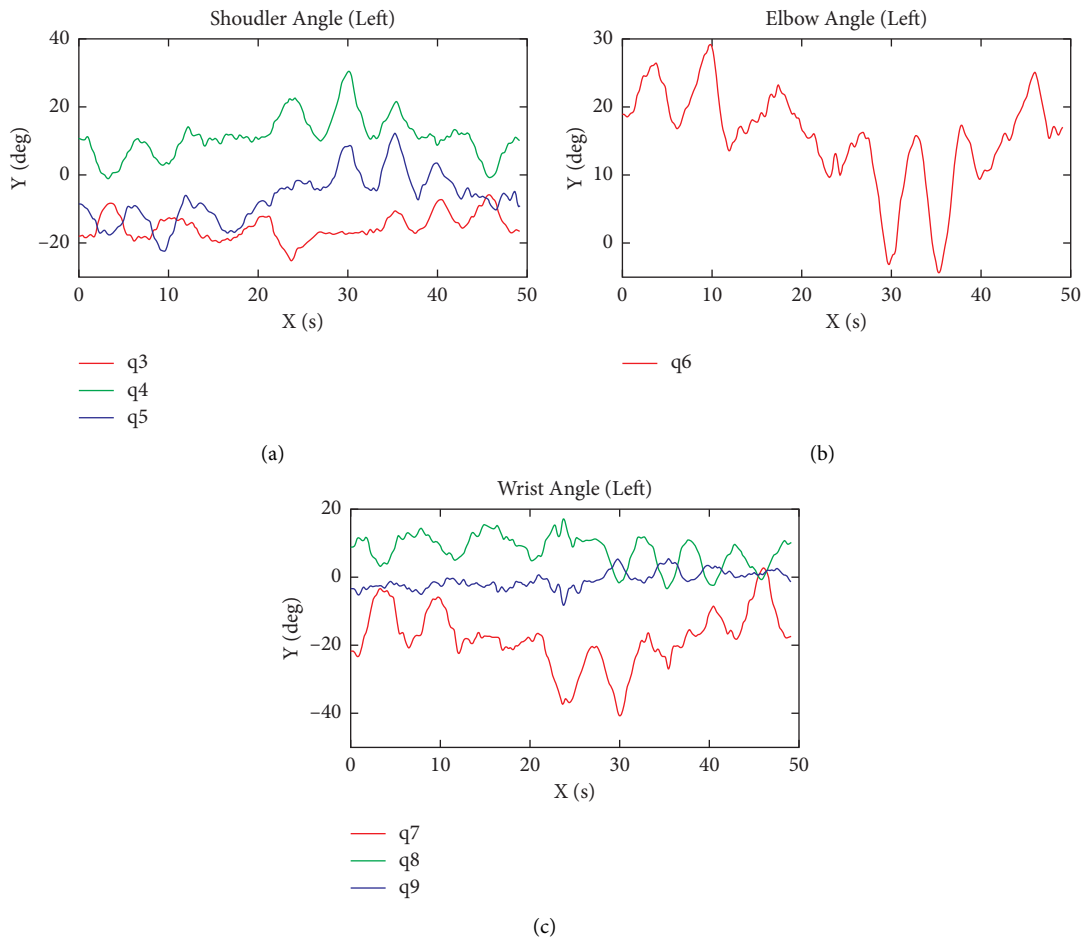 Shoudler Angle (Left)
40
20
0
−20
Y (deg)
0 10 20 30 40 50
X (s)
q3
q4
q5
(a)
Elbow Angle (Left)
30
20
10
0
Y (deg)
0 10 20 30 40 50
X (s)
q6
(b)
Wrist Angle (Left)
20
0
−20
−40
Y (deg)
0 10 20 30 40 50
X (s)
q7
q8
q9
(c)